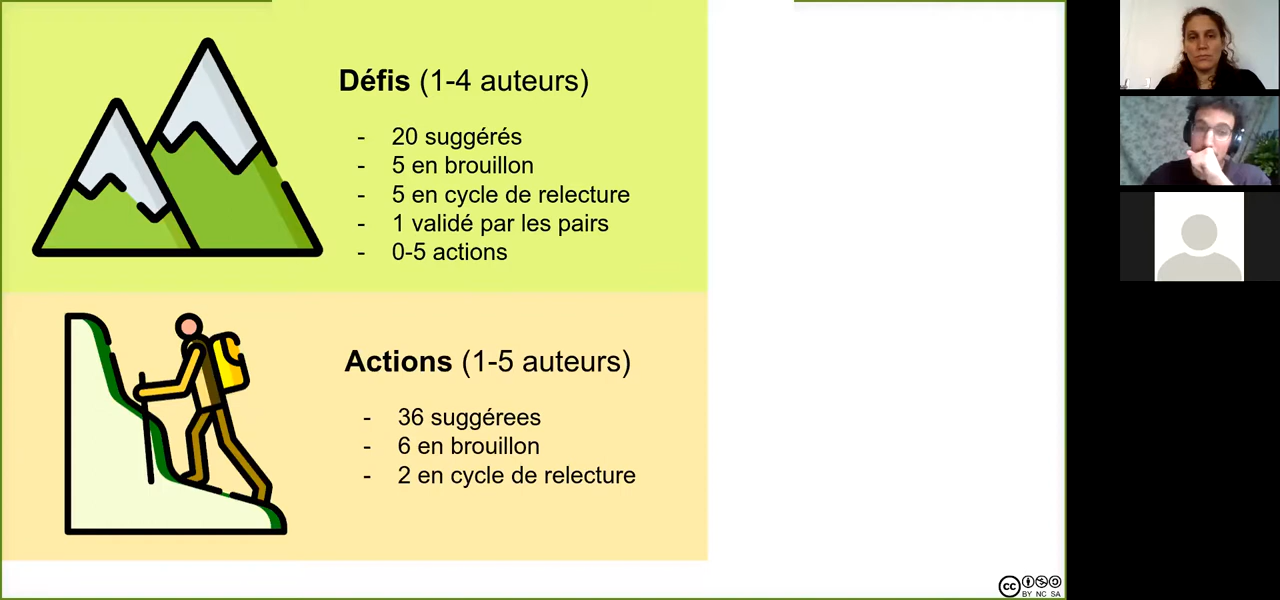 Défis (1-4 auteurs)
- 20 suggérés
- 5 en brouillon
- 5 en cycle de relecture
- 1 validé par les pairs
- 0-5 actions
Actions (1-5 auteurs)
- 36 suggérees
- 6 en brouillon
- 2 en cycle de relecture
cc
BY NC SA